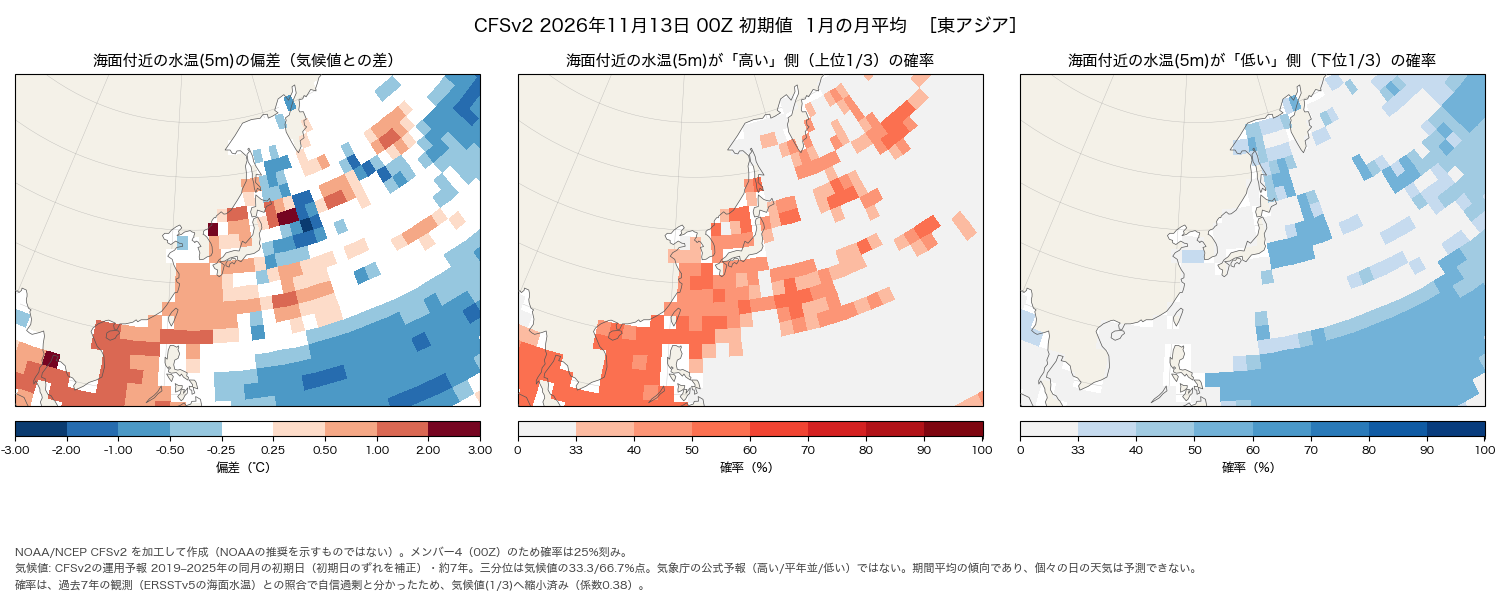 CFSv2 2026年11月13日 00Z 初期値 1月の月平均 ［東アジア］
海面付近の水温(5m)の偏差（気候値との差）
海面付近の水温(5m)が「高い」側（上位1/3）の確率
海面付近の水温(5m)が「低い」側（下位1/3）の確率
-3.00 -2.00 -1.00 -0.50 -0.25 0.25 0.50 1.00 2.00 3.00
偏差（℃）
0 33 40 50 60 70 80 90 100
確率（%）
0 33 40 50 60 70 80 90 100
確率（%）
NOAA/NCEP CFSv2 を加工して作成（NOAAの推奨を示すものではない）。メンバー4（00Z）のため確率は25%刻み。
気候値: CFSv2の運用予報 2019–2025年の同月の初期日（初期日のずれを補正）・約7年。三分位は気候値の33.3/66.7%点。気象庁の公式予報（高い/平年並/低い）ではない。期間平均の傾向であり、個々の日の天気は予測できない。
確率は、過去7年の観測（ERSSTv5の海面水温）との照合で自信過剰と分かったため、気候値(1/3)へ縮小済み（係数0.38）。